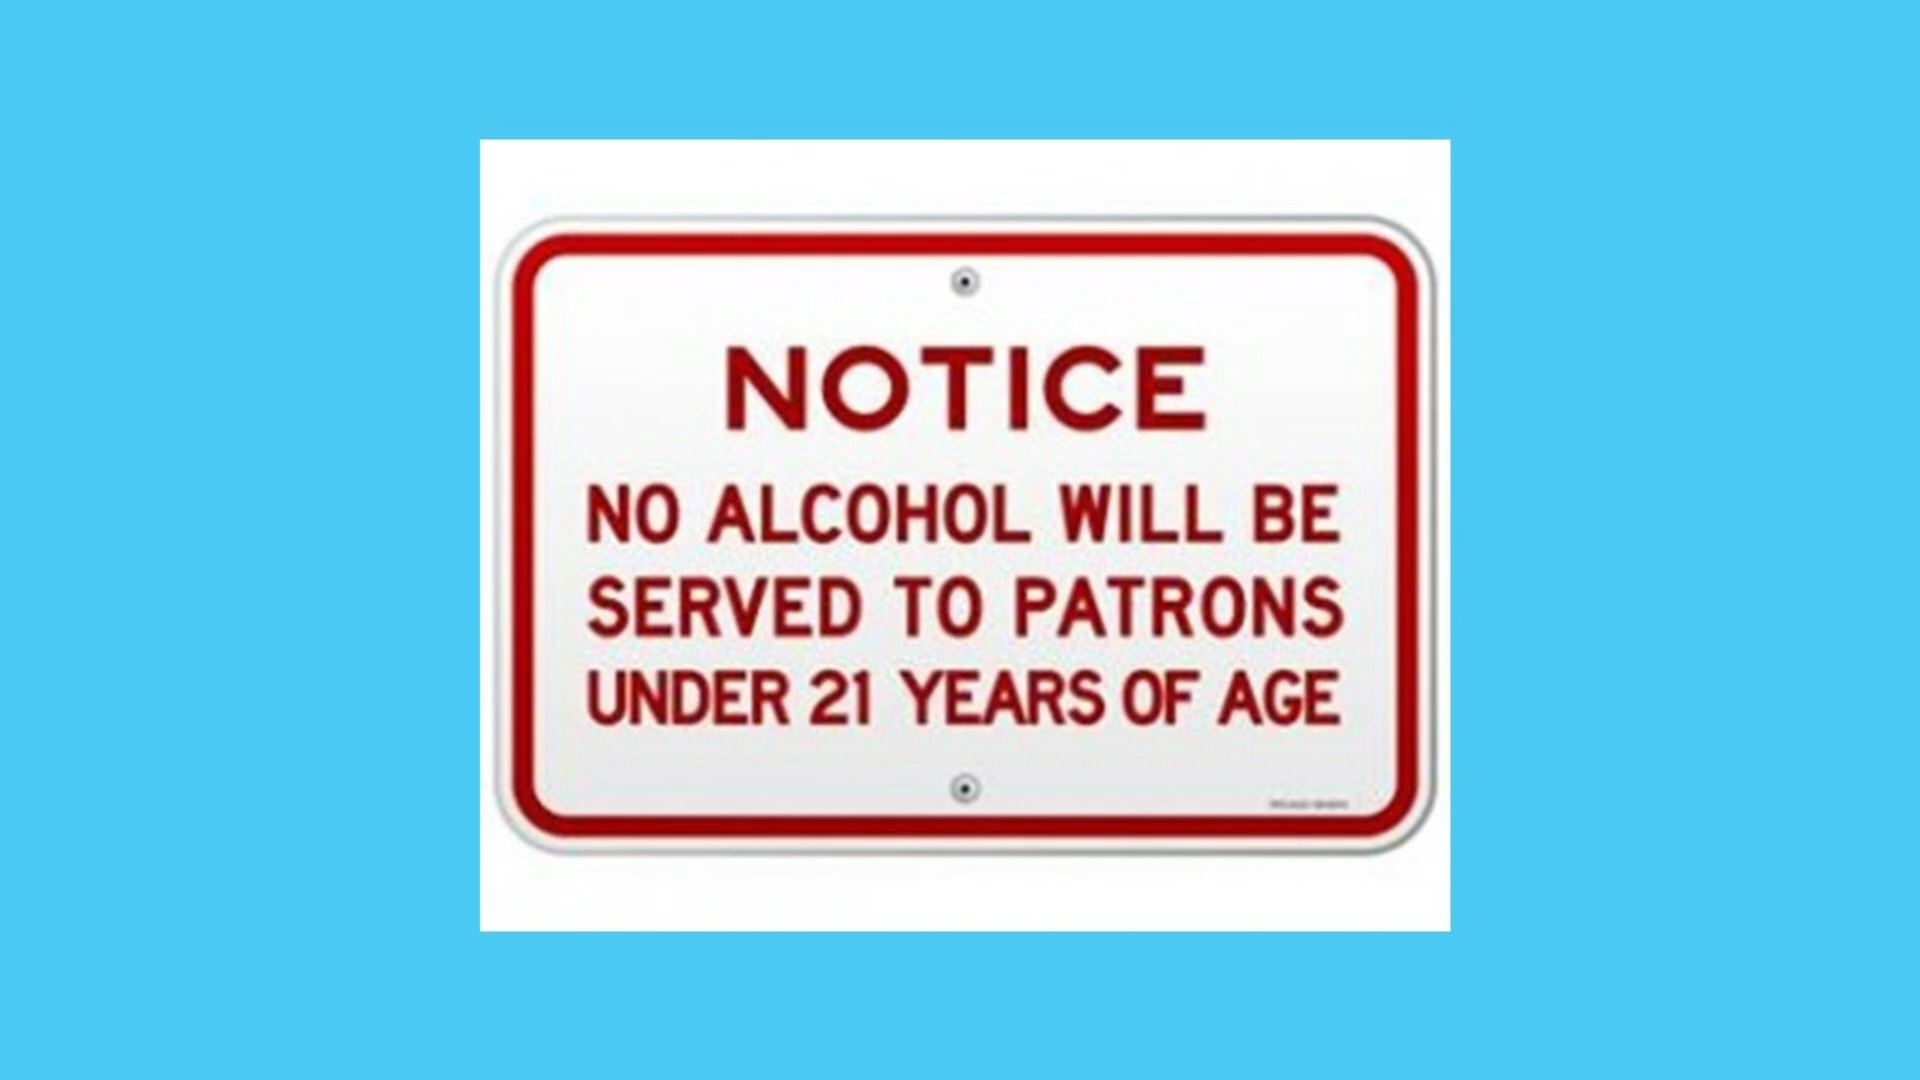 NOTICE
NO ALCOHOL WILL BE
SERVED TO PATRONS
UNDER 21 YEARS OF AGE